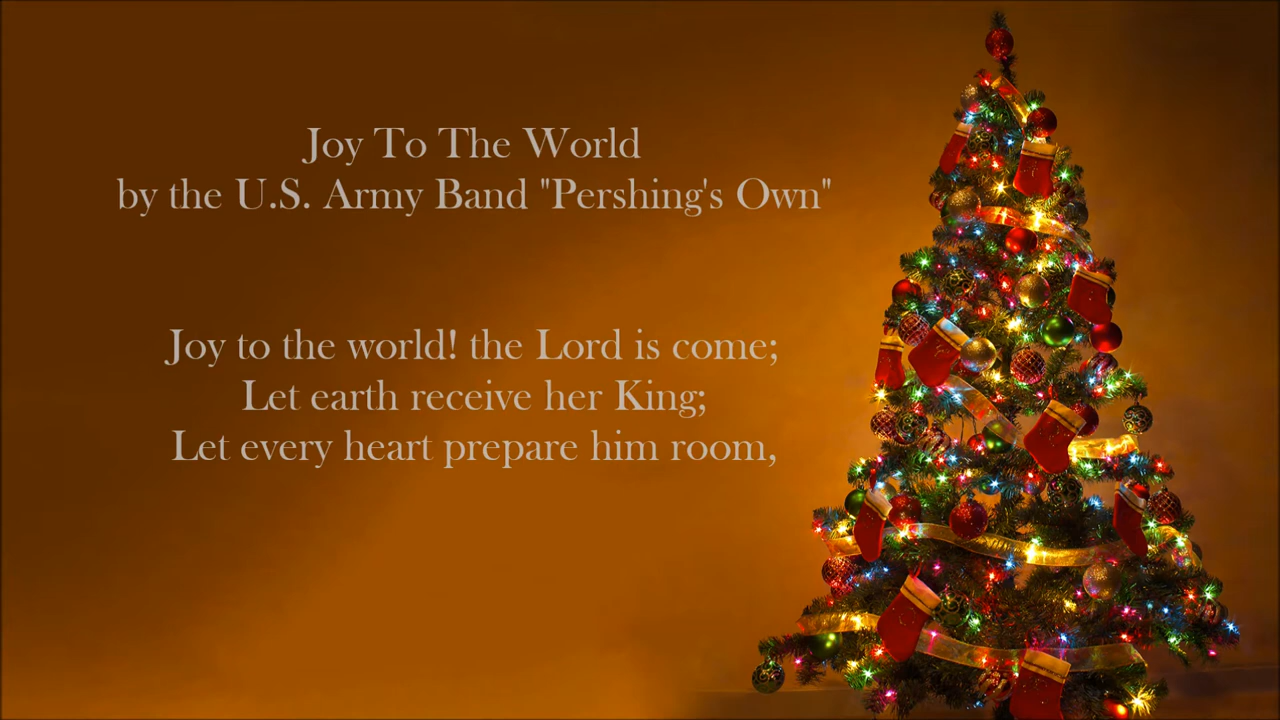 Joy To The World
by the U.S. Army Band "Pershing's Own"
Joy to the world! the Lord is come;
Let earth receive her King;
Let every heart prepare him room,